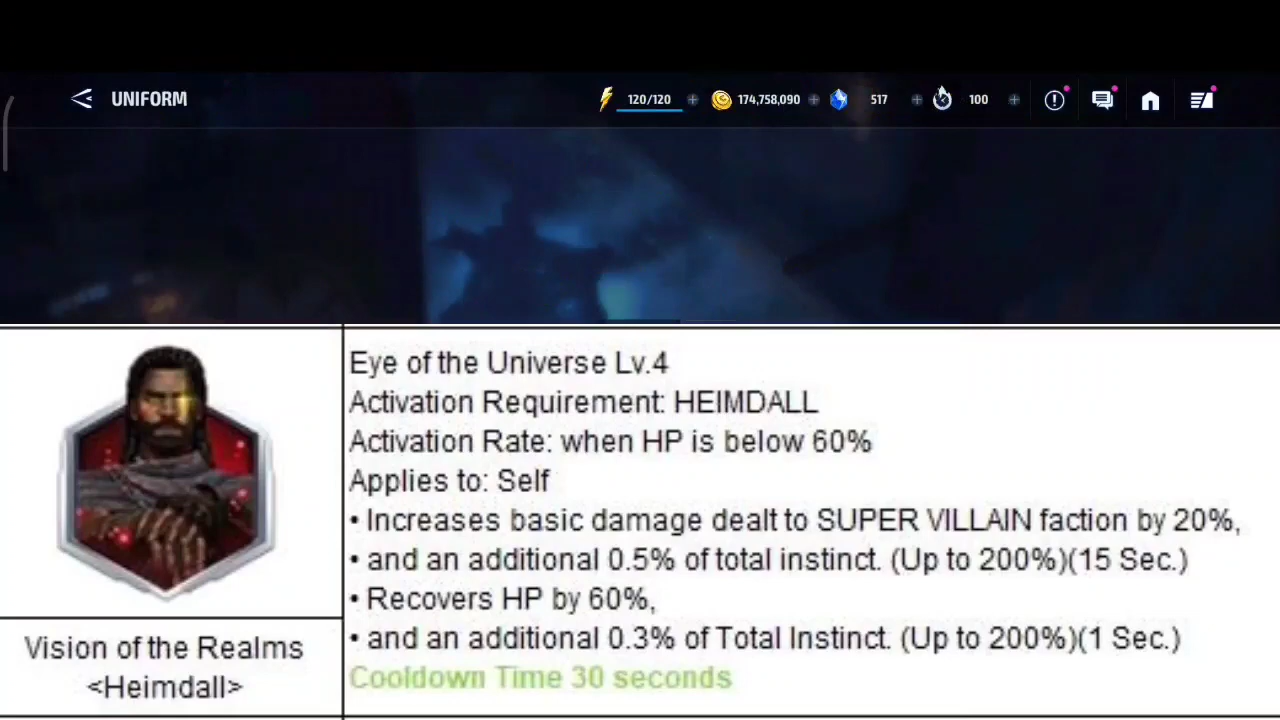 UNIFORM
120/120
174,758,090
517
100
Eye of the Universe Lv.4
Activation Requirement: HEIMDALL
Activation Rate: when HP is below 60%
Applies to: Self
• Increases basic damage dealt to SUPER VILLAIN faction by 20%,
• and an additional 0.5% of total instinct. (Up to 200%)(15 Sec.)
• Recovers HP by 60%,
• and an additional 0.3% of Total Instinct. (Up to 200%)(1 Sec.)
Cooldown Time 30 seconds
Vision of the Realms
<Heimdall>